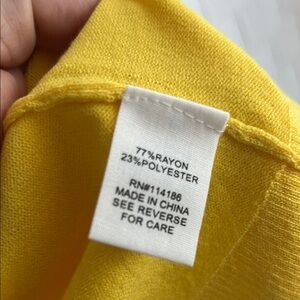 77%RAYON
23%POLYESTER
RN#114186
MADE IN CHINA
SEE REVERSE
FOR CARE